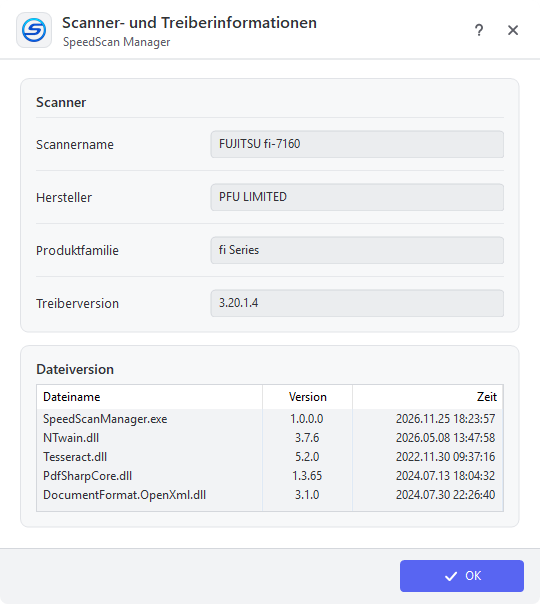 Scanner- und Treiberinformationen
SpeedScan Manager
?
Scanner
Scannername FUJITSU fi-7160
Hersteller PFU LIMITED
Produktfamilie fi Series
Treiberversion 3.20.1.4
Dateiversion
Dateiname Version Zeit
SpeedScanManager.exe 1.0.0.0 2026.11.25 18:23:57
NTwain.dll 3.7.6 2026.05.08 13:47:58
Tesseract.dll 5.2.0 2022.11.30 09:37:16
PdfSharpCore.dll 1.3.65 2024.07.13 18:04:32
DocumentFormat.OpenXml.dll 3.1.0 2024.07.30 22:26:40
OK